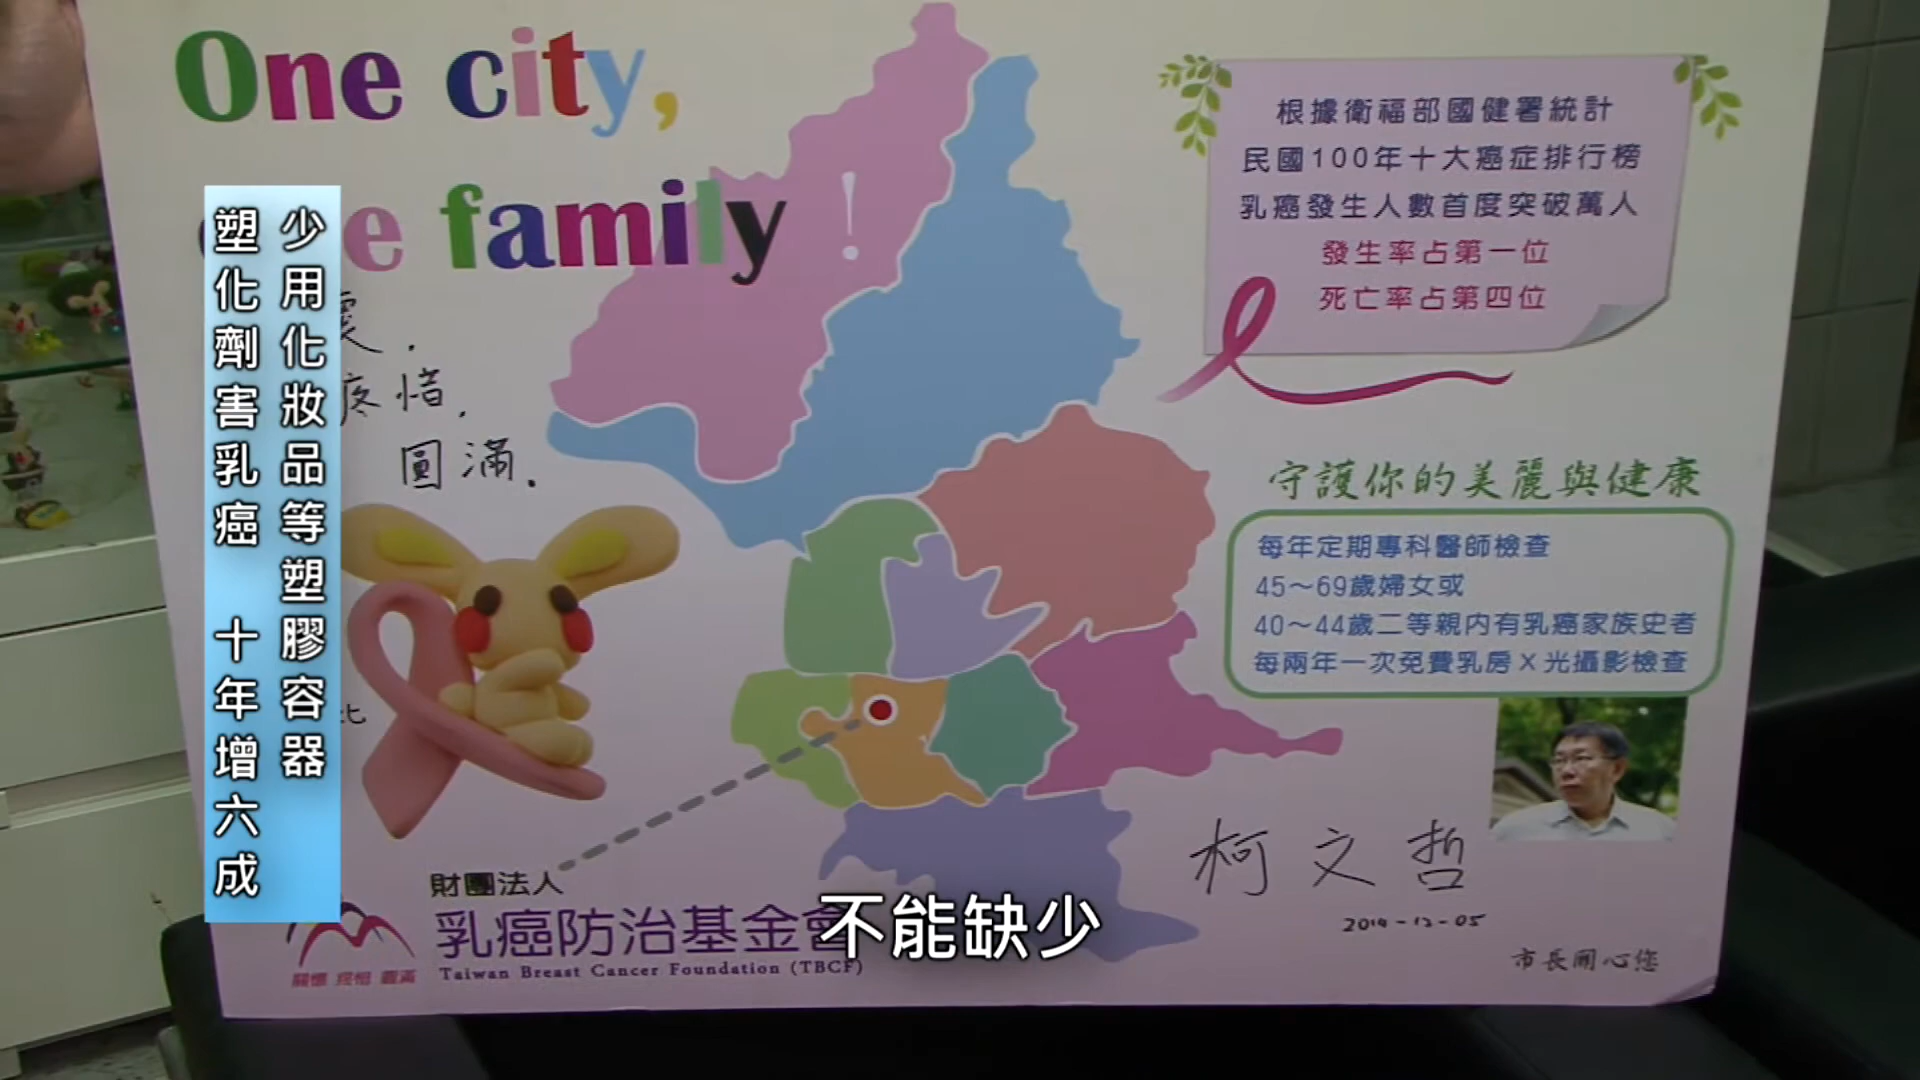 One city,
e family !
根據衛福部國健署統計
民國100年十大癌症排行榜
乳癌發生人數首度突破萬人
發生率占第一位
死亡率占第四位
少用化妝品等塑膠容器
塑化劑害乳癌 十年增六成
疼惜.
圓滿.
守護你的美麗與健康
每年定期專科醫師檢查
45～69歲婦女或
40～44歲二等親內有乳癌家族史者
每兩年一次免費乳房X光攝影檢查
柯文哲
2014-12-05
市長關心您
財團法人
乳癌防治基金會
Taiwan Breast Cancer Foundation (TBCF)
關懷 疼惜 圓滿
不能缺少